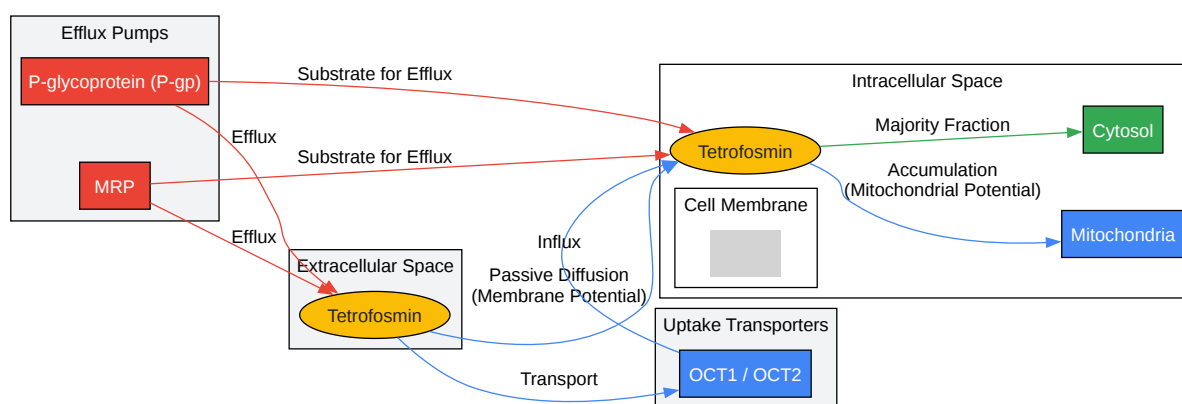 Efflux Pumps
P-glycoprotein (P-gp)
MRP
Substrate for Efflux
Efflux
Substrate for Efflux
Efflux
Extracellular Space
Tetrofosmin
Influx
Passive Diffusion
(Membrane Potential)
Transport
Intracellular Space
Tetrofosmin
Majority Fraction
Cytosol
Accumulation
(Mitochondrial Potential)
Mitochondria
Cell Membrane
Uptake Transporters
OCT1 / OCT2